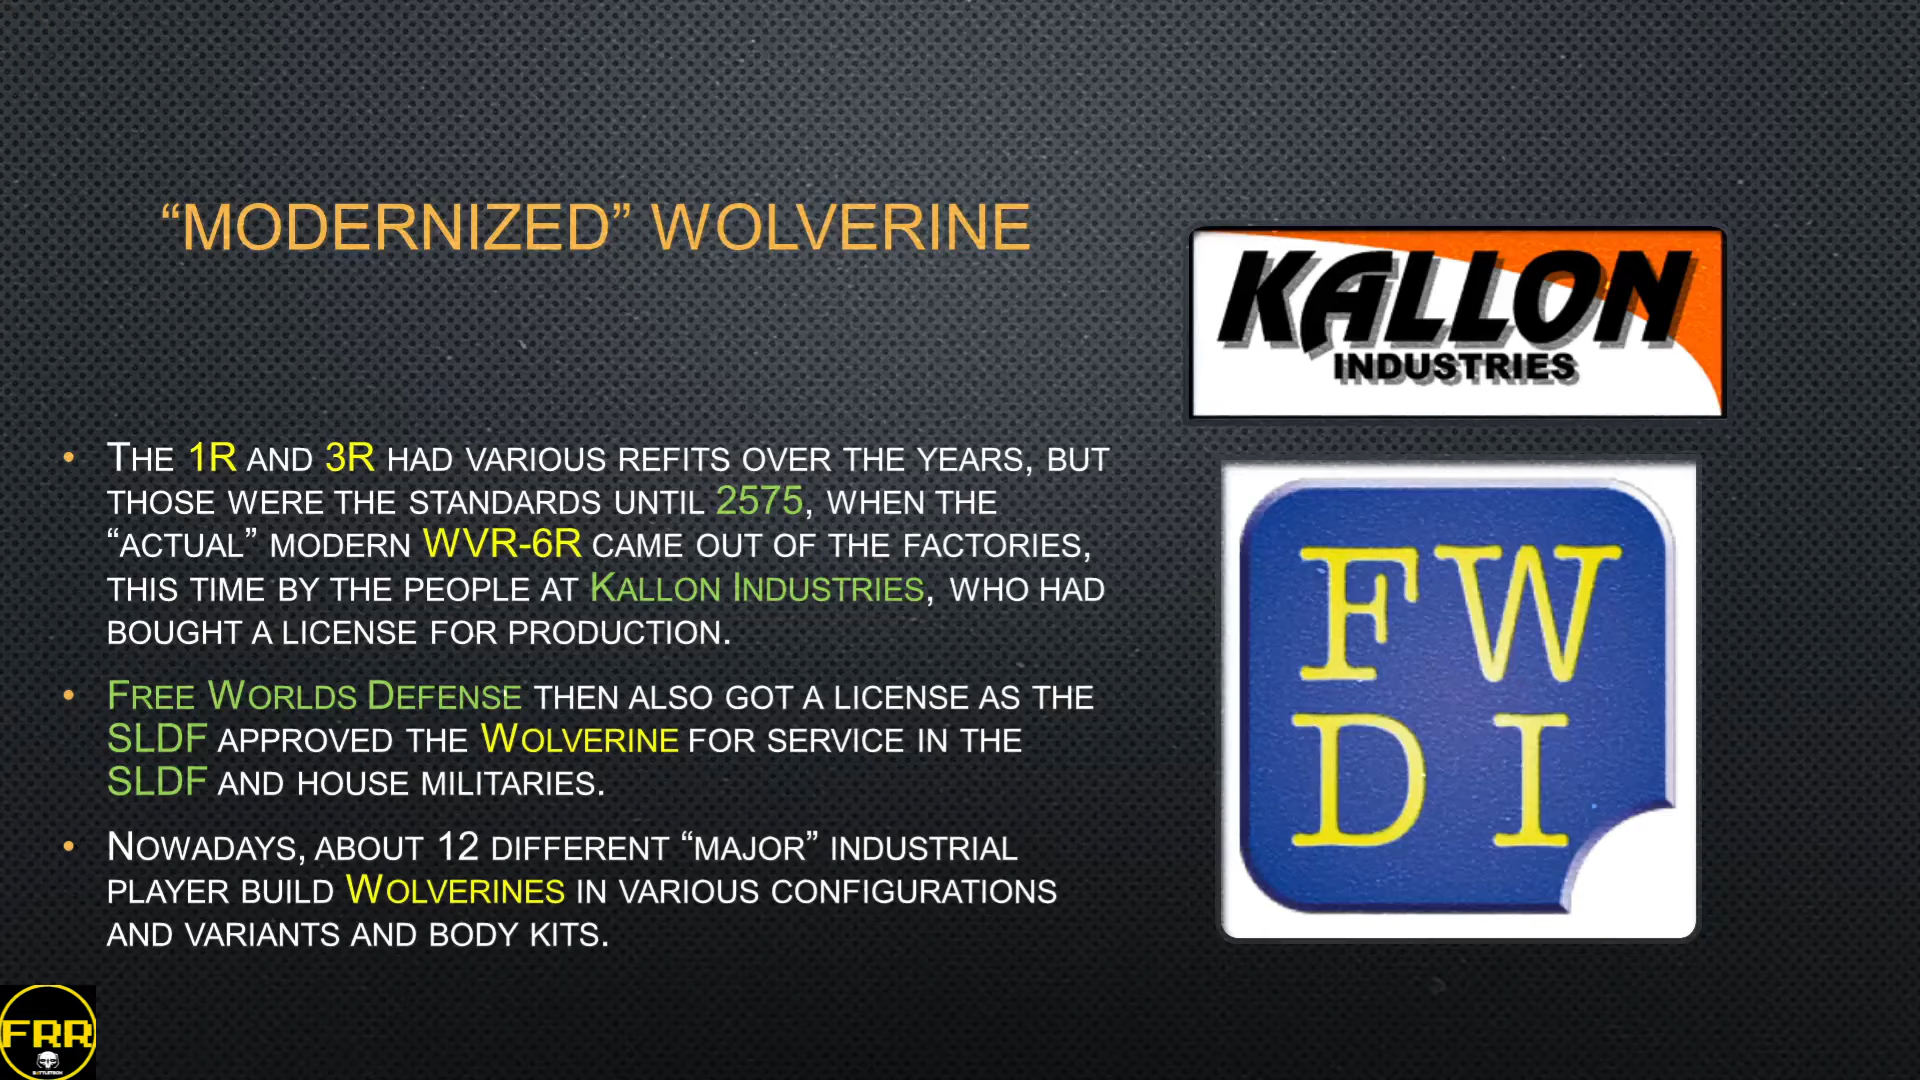 “MODERNIZED” WOLVERINE
KALLON
INDUSTRIES
• THE 1R AND 3R HAD VARIOUS REFITS OVER THE YEARS, BUT
THOSE WERE THE STANDARDS UNTIL 2575, WHEN THE
“ACTUAL” MODERN WVR-6R CAME OUT OF THE FACTORIES,
THIS TIME BY THE PEOPLE AT KALLON INDUSTRIES, WHO HAD
BOUGHT A LICENSE FOR PRODUCTION.
• FREE WORLDS DEFENSE THEN ALSO GOT A LICENSE AS THE
SLDF APPROVED THE WOLVERINE FOR SERVICE IN THE
SLDF AND HOUSE MILITARIES.
• NOWADAYS, ABOUT 12 DIFFERENT “MAJOR” INDUSTRIAL
PLAYER BUILD WOLVERINES IN VARIOUS CONFIGURATIONS
AND VARIANTS AND BODY KITS.
FW
DI
FRR
BATTLETECH